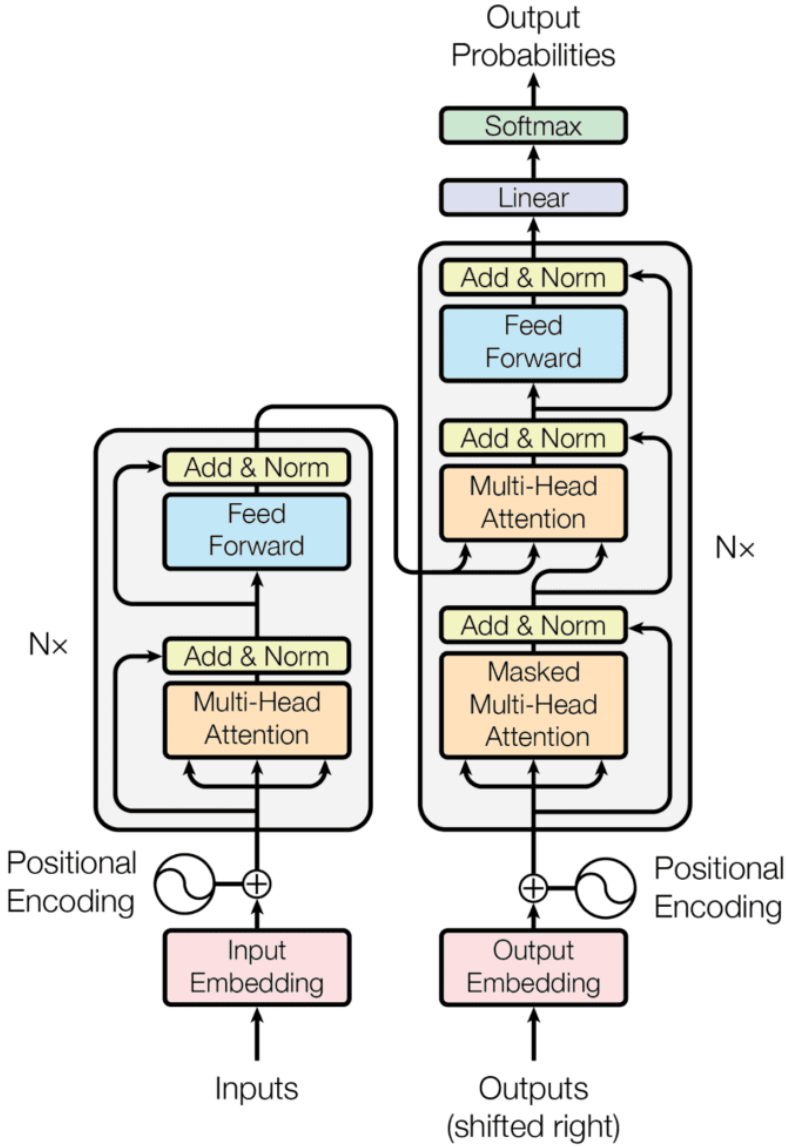 Output
Probabilities
Softmax
Linear
Add & Norm
Feed
Forward
Add & Norm
Multi-Head
Attention
Add & Norm
Masked
Multi-Head
Attention
N×
Add & Norm
Feed
Forward
Add & Norm
Multi-Head
Attention
N×
Positional
Encoding
Positional
Encoding
Input
Embedding
Output
Embedding
Inputs
Outputs
(shifted right)